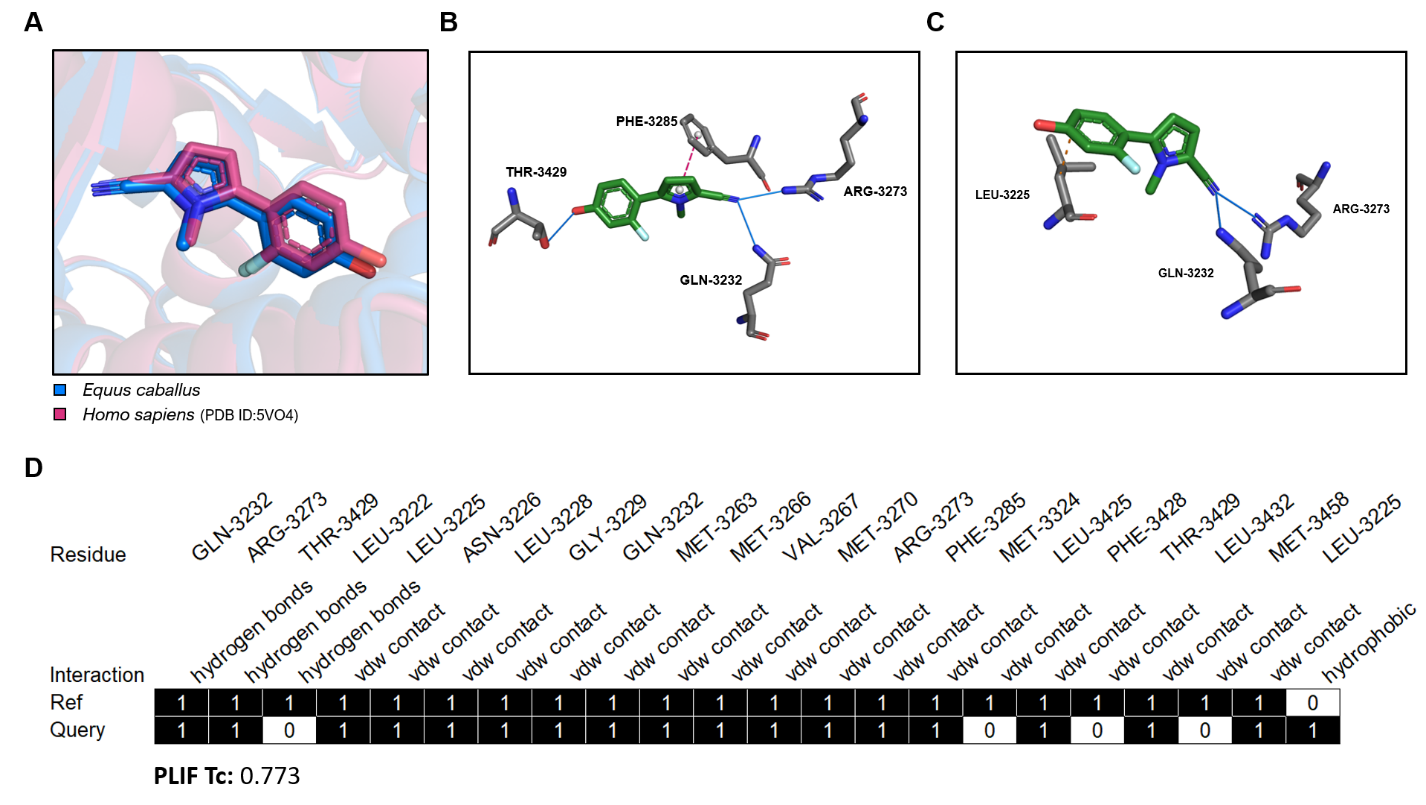 A
B
C
PHE-3285
THR-3429
ARG-3273
GLN-3232
LEU-3225
ARG-3273
GLN-3232
Equus caballus
Homo sapiens (PDB ID:5VO4)
D
Residue GLN-3232 ARG-3273 THR-3429 LEU-3222 LEU-3225 ASN-3226 LEU-3228 GLY-3229 GLN-3232 MET-3263 MET-3266 VAL-3267 MET-3270 ARG-3273 PHE-3285 MET-3324 LEU-3425 PHE-3428 THR-3429 LEU-3432 MET-3458 LEU-3225
Interaction hydrogen bonds hydrogen bonds hydrogen bonds vdw contact vdw contact vdw contact vdw contact vdw contact vdw contact vdw contact vdw contact vdw contact vdw contact vdw contact vdw contact vdw contact vdw contact vdw contact vdw contact vdw contact vdw contact hydrophobic
Ref 1 1 1 1 1 1 1 1 1 1 1 1 1 1 1 1 1 1 1 1 1 0
Query 1 1 0 1 1 1 1 1 1 1 1 1 1 1 1 0 1 0 1 0 1 1
PLIF Tc: 0.773